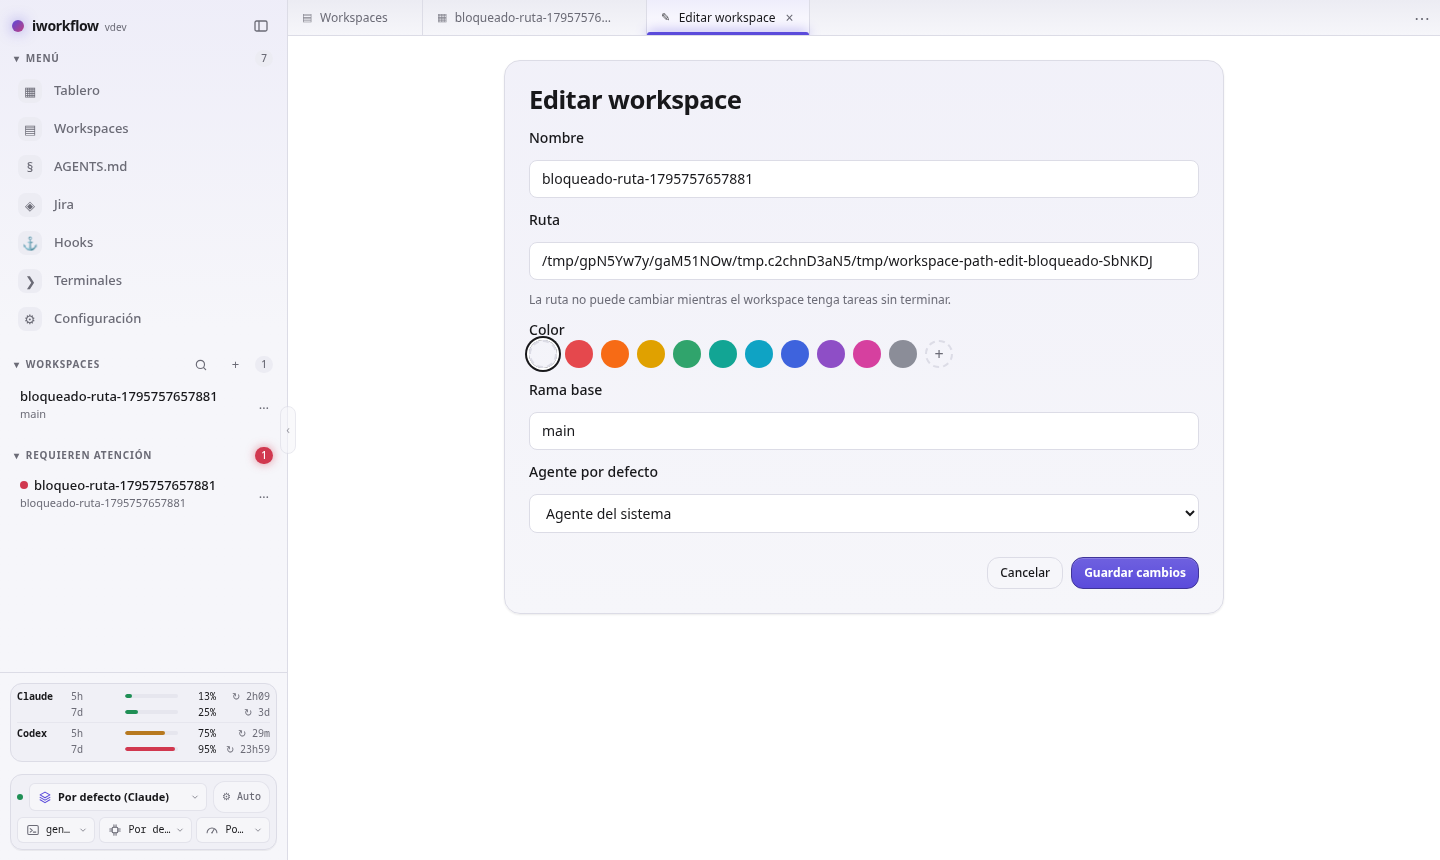 iworkflow vdev
▾ MENÚ 7
Tablero
Workspaces
§ AGENTS.md
Jira
Hooks
Terminales
Configuración
▾ WORKSPACES + 1
bloqueado-ruta-1795757657881
main
...
▾ REQUIEREN ATENCIÓN 1
bloqueo-ruta-1795757657881
bloqueado-ruta-1795757657881
...
Claude 5h 13% ↻ 2h09
7d 25% ↻ 3d
Codex 5h 75% ↻ 29m
7d 95% ↻ 23h59
Por defecto (Claude)
Auto
gen…
Por de…
Po…
Workspaces
bloqueado-ruta-17957576…
Editar workspace ×
⋯
Editar workspace
Nombre
bloqueado-ruta-1795757657881
Ruta
/tmp/gpN5Yw7y/gaM51NOw/tmp.c2chnD3aN5/tmp/workspace-path-edit-bloqueado-SbNKDJ
La ruta no puede cambiar mientras el workspace tenga tareas sin terminar.
Color
+
Rama base
main
Agente por defecto
Agente del sistema
Cancelar
Guardar cambios